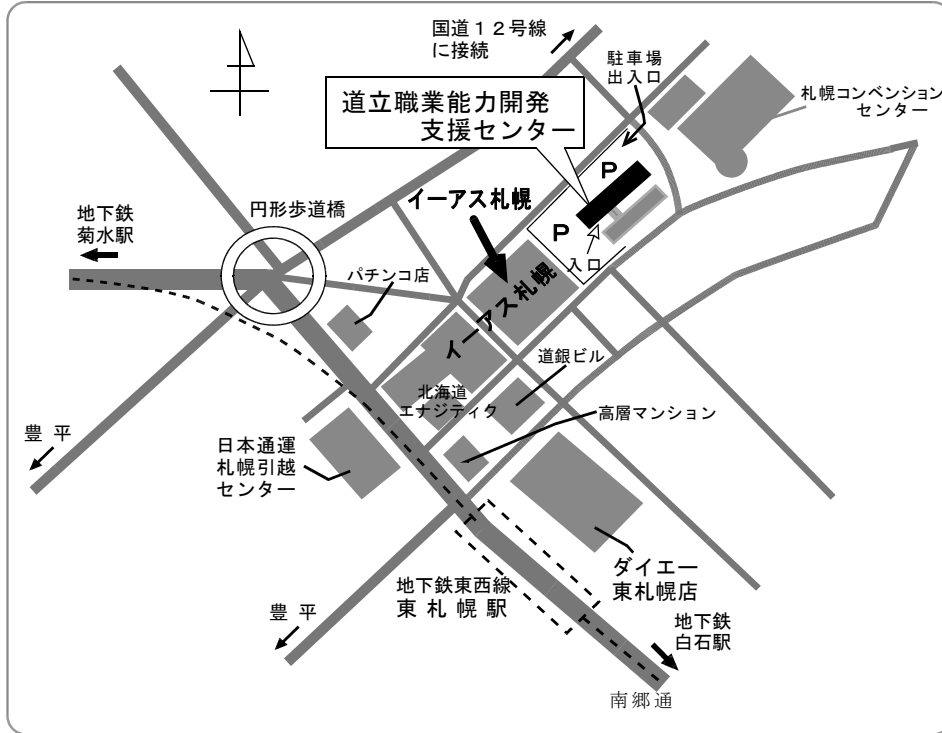 国道１２号線
に接続
駐車場
出入口
札幌コンベンション
センター
道立職業能力開発
支援センター
P
イーアス札幌
円形歩道橋
地下鉄
菊水駅
P
入口
パチンコ店
イーアス札幌
道銀ビル
北海道
エナジティク
高層マンション
豊平
日本通運
札幌引越
センター
ダイエー
東札幌店
地下鉄東西線
東札幌駅
豊平
地下鉄
白石駅
南郷通